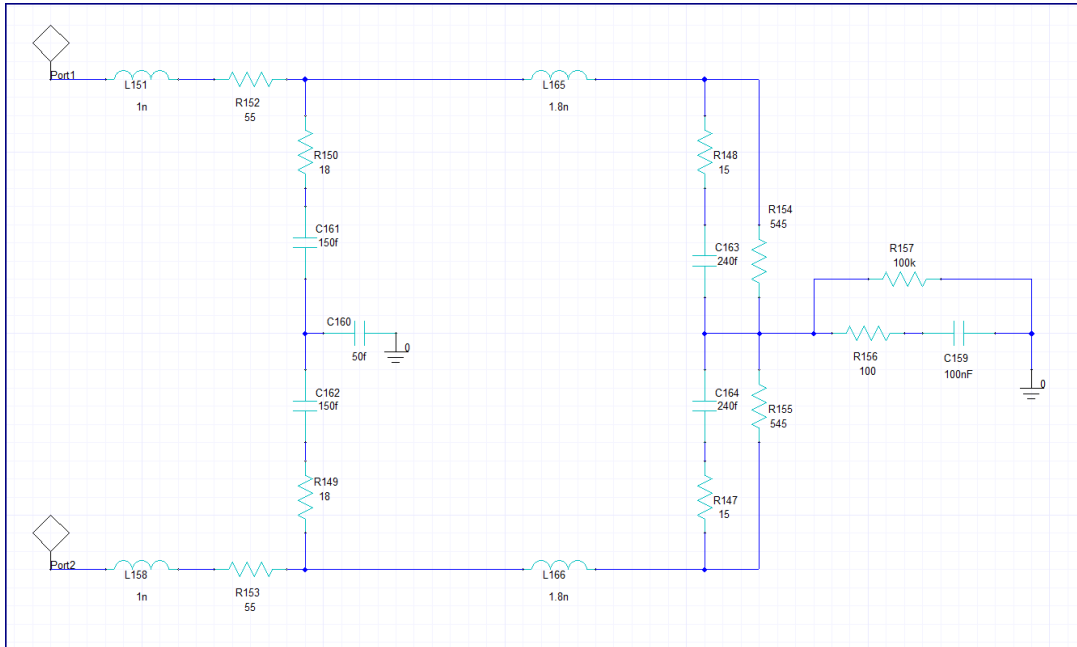 Port1
L151
1n
R152
55
L165
1.8n
R150
18
R148
15
R154
545
C161
150f
C163
240f
R157
100k
C160
50f
0
R156
100
C159
100nF
0
C162
150f
C164
240f
R155
545
R149
18
R147
15
Port2
L158
1n
R153
55
L166
1.8n